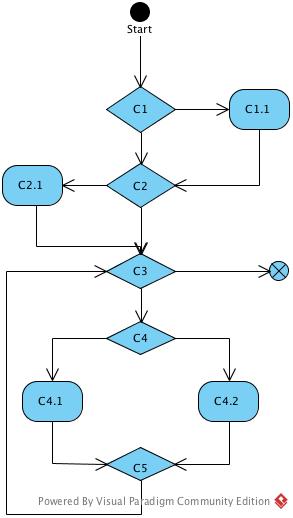 Start
C1
C1.1
C2.1
C2
C3
C4
C4.1
C4.2
C5
Powered By Visual Paradigm Community Edition